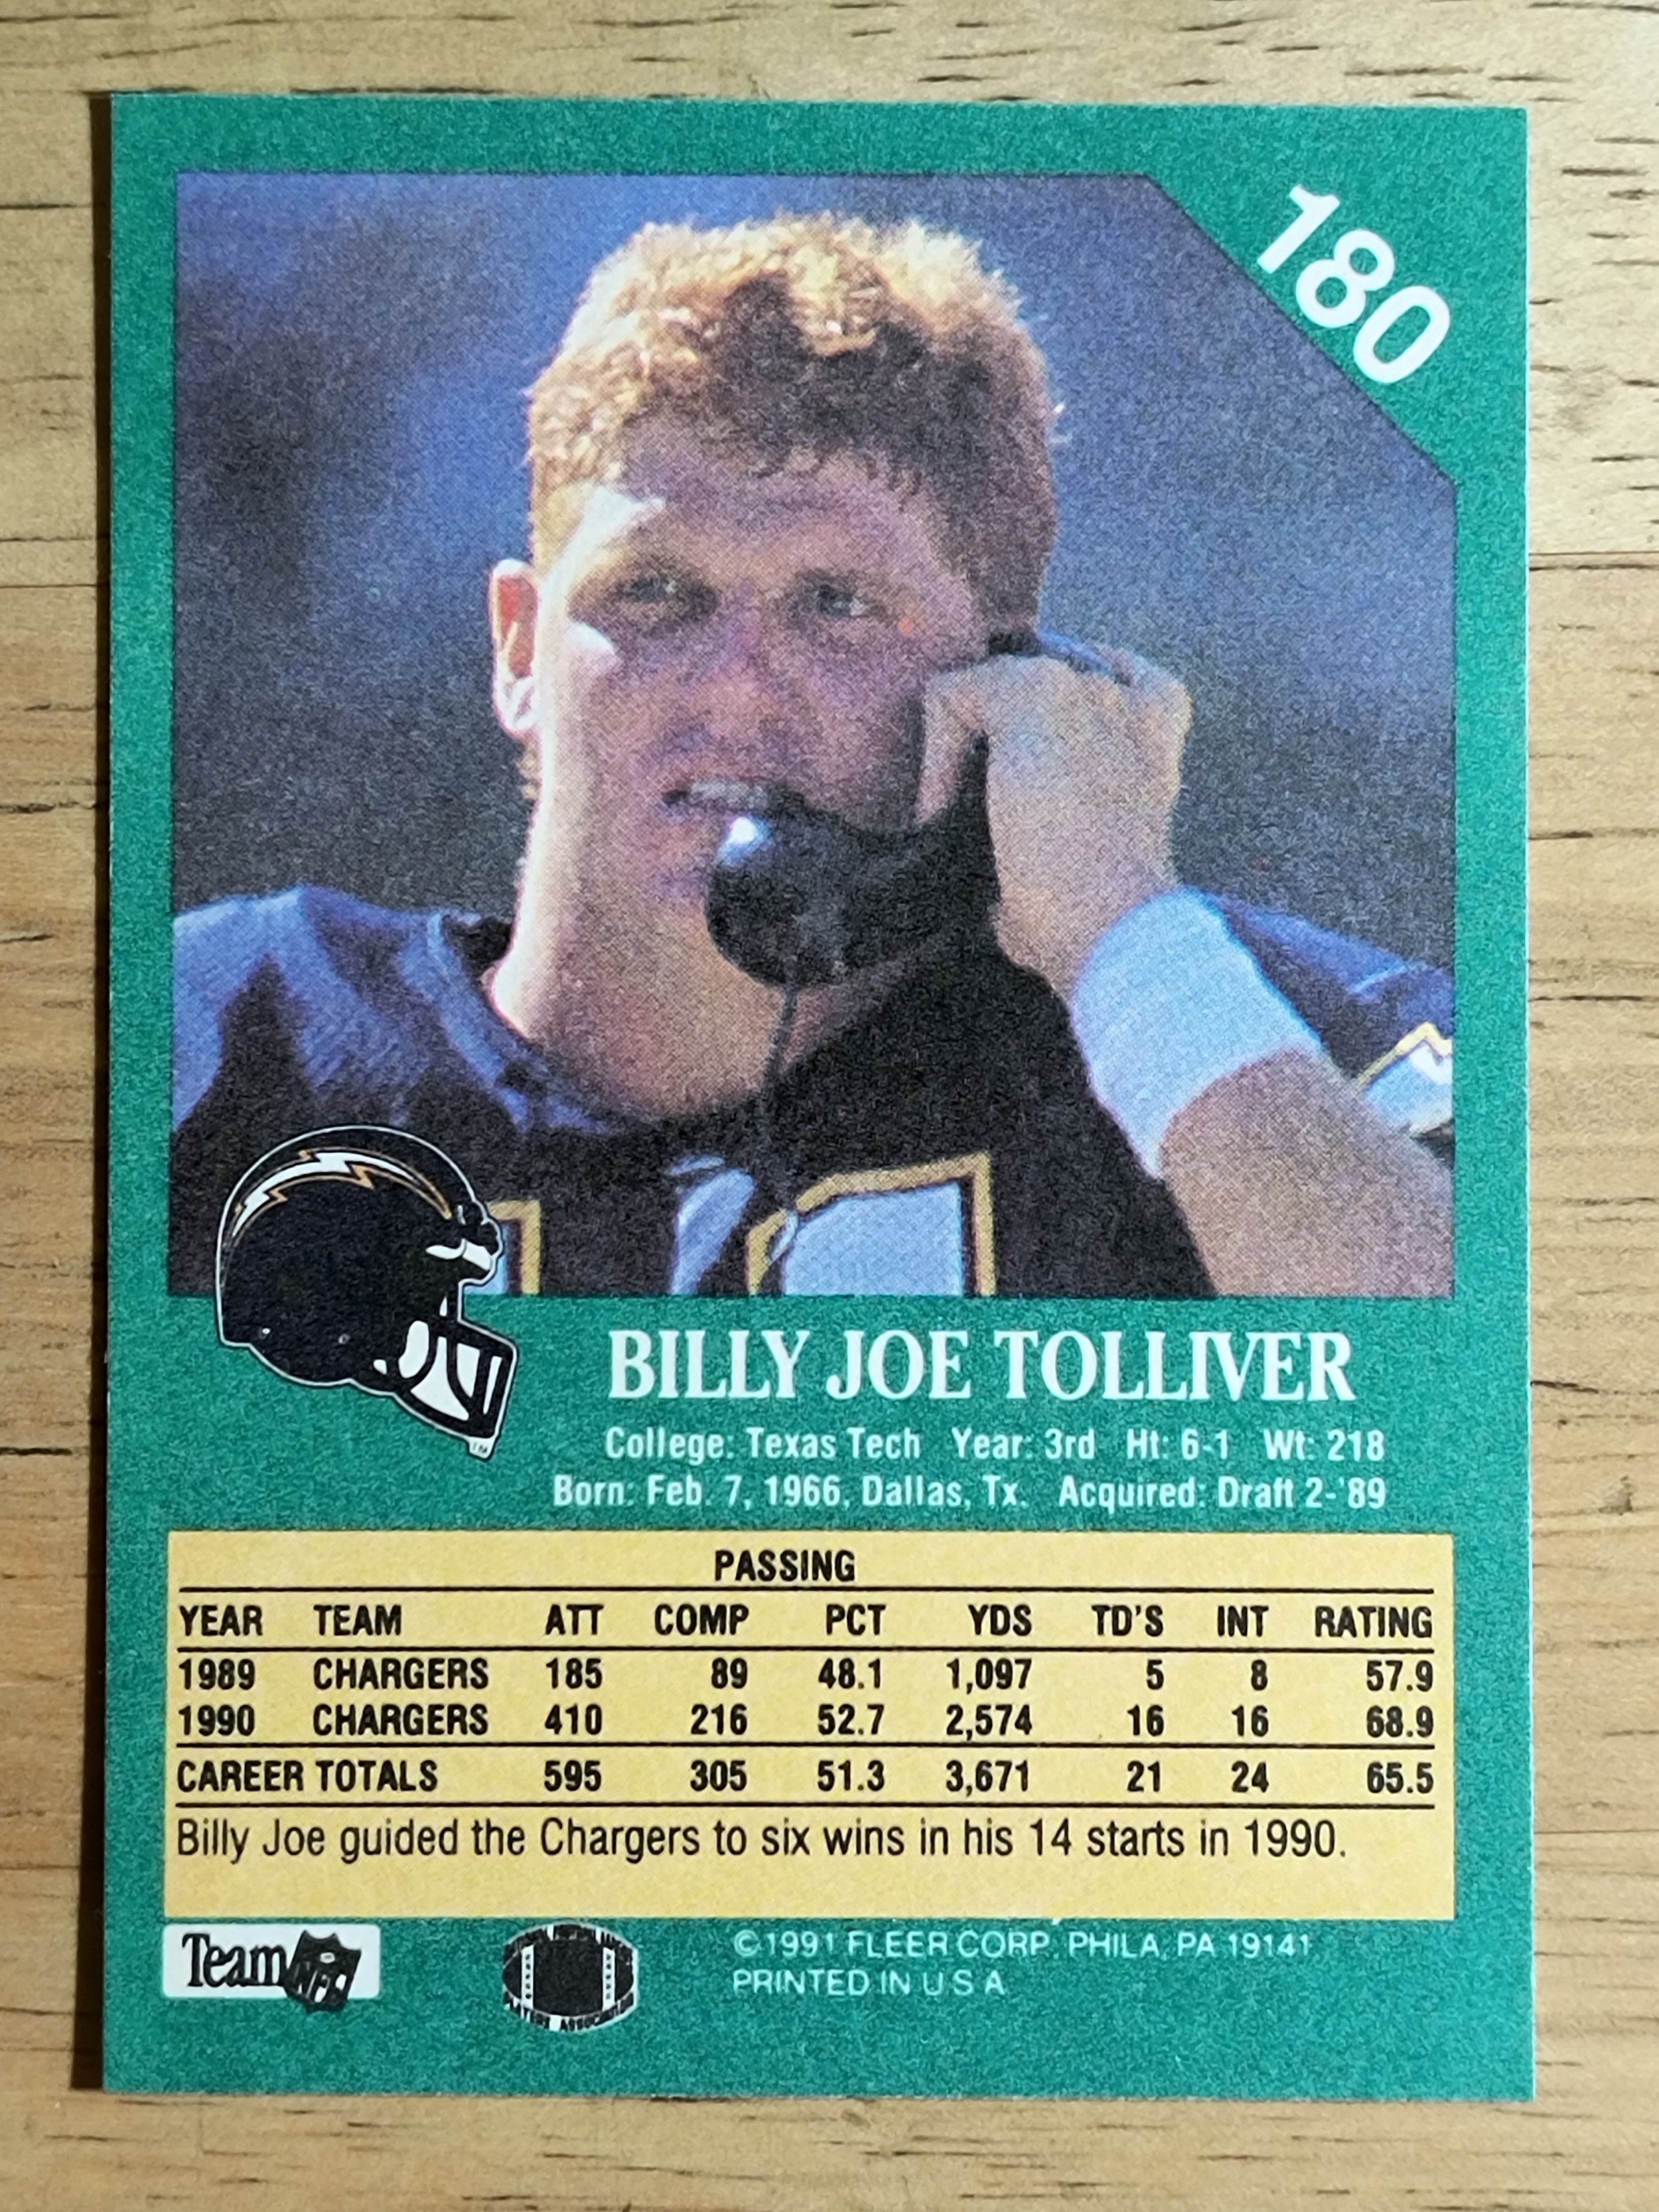 180
BILLY JOE TOLLIVER
College: Texas Tech Year: 3rd Ht: 6-1 Wt: 218
Born: Feb. 7, 1966, Dallas, Tx. Acquired: Draft 2-'89
PASSING
YEAR TEAM ATT COMP PCT YDS TD'S INT RATING
1989 CHARGERS 185 89 48.1 1,097 5 8 57.9
1990 CHARGERS 410 216 52.7 2,574 16 16 68.9
CAREER TOTALS 595 305 51.3 3,671 21 24 65.5
Billy Joe guided the Chargers to six wins in his 14 starts in 1990.
Team NFL
PLAYERS ASSOCIATION
©1991 FLEER CORP. PHILA, PA 19141
PRINTED IN U S A